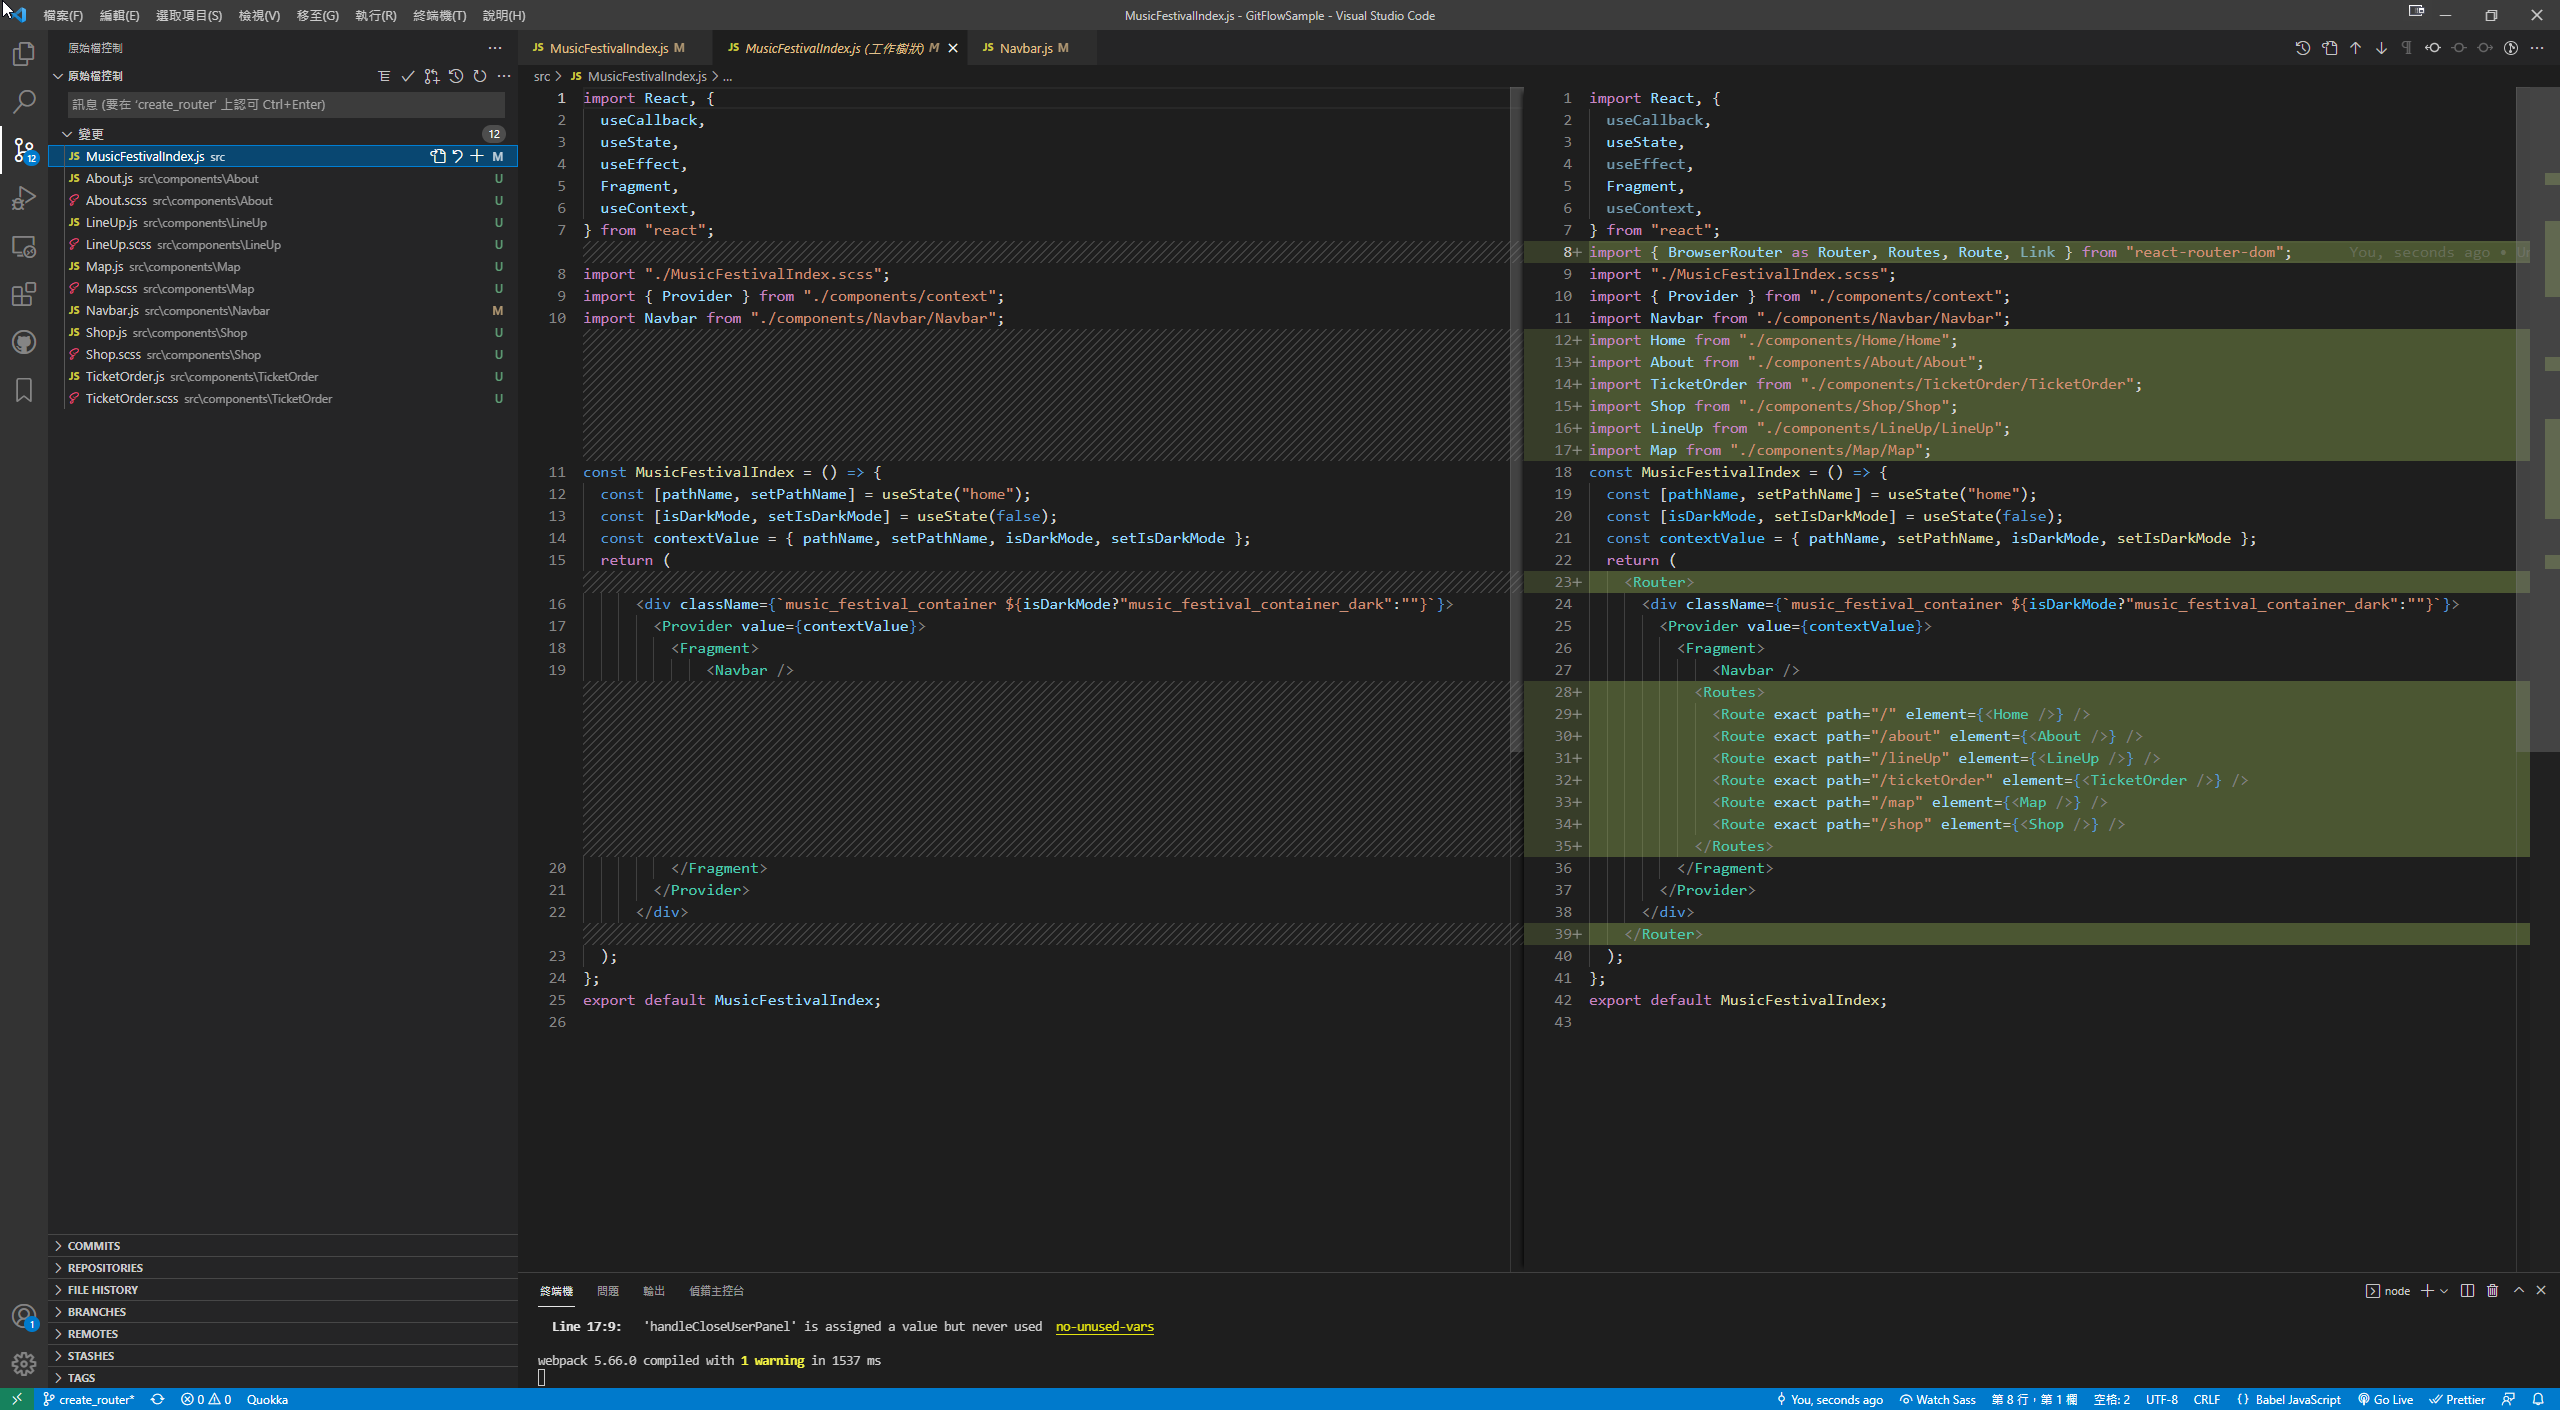 檔案(F) 編輯(E) 選取項目(S) 檢視(V) 移至(G) 執行(R) 終端機(T) 說明(H)
MusicFestivalIndex.js - GitFlowSample - Visual Studio Code
原始檔控制
原始檔控制
訊息 (要在 'create_router' 上認可 Ctrl+Enter)
變更 12
MusicFestivalIndex.js src M
About.js src\components\About U
About.scss src\components\About U
LineUp.js src\components\LineUp U
LineUp.scss src\components\LineUp U
Map.js src\components\Map U
Map.scss src\components\Map U
Navbar.js src\components\Navbar M
Shop.js src\components\Shop U
Shop.scss src\components\Shop U
TicketOrder.js src\components\TicketOrder U
TicketOrder.scss src\components\TicketOrder U
COMMITS
REPOSITORIES
FILE HISTORY
BRANCHES
REMOTES
STASHES
TAGS
JS MusicFestivalIndex.js M
JS MusicFestivalIndex.js (工作樹狀) M
JS Navbar.js M
src > JS MusicFestivalIndex.js > ...
1 import React, {
2 useCallback,
3 useState,
4 useEffect,
5 Fragment,
6 useContext,
7 } from "react";
8 import "./MusicFestivalIndex.scss";
9 import { Provider } from "./components/context";
10 import Navbar from "./components/Navbar/Navbar";
11 const MusicFestivalIndex = () => {
12 const [pathName, setPathName] = useState("home");
13 const [isDarkMode, setIsDarkMode] = useState(false);
14 const contextValue = { pathName, setPathName, isDarkMode, setIsDarkMode };
15 return (
16 <div className={`music_festival_container ${isDarkMode?"music_festival_container_dark":""}`}>
17 <Provider value={contextValue}>
18 <Fragment>
19 <Navbar />
20 </Fragment>
21 </Provider>
22 </div>
23 );
24 };
25 export default MusicFestivalIndex;
26
1 import React, {
2 useCallback,
3 useState,
4 useEffect,
5 Fragment,
6 useContext,
7 } from "react";
8+ import { BrowserRouter as Router, Routes, Route, Link } from "react-router-dom"; You, seconds ago •
9 import "./MusicFestivalIndex.scss";
10 import { Provider } from "./components/context";
11 import Navbar from "./components/Navbar/Navbar";
12+ import Home from "./components/Home/Home";
13+ import About from "./components/About/About";
14+ import TicketOrder from "./components/TicketOrder/TicketOrder";
15+ import Shop from "./components/Shop/Shop";
16+ import LineUp from "./components/LineUp/LineUp";
17+ import Map from "./components/Map/Map";
18 const MusicFestivalIndex = () => {
19 const [pathName, setPathName] = useState("home");
20 const [isDarkMode, setIsDarkMode] = useState(false);
21 const contextValue = { pathName, setPathName, isDarkMode, setIsDarkMode };
22 return (
23+ <Router>
24 <div className={`music_festival_container ${isDarkMode?"music_festival_container_dark":""}`}>
25 <Provider value={contextValue}>
26 <Fragment>
27 <Navbar />
28+ <Routes>
29+ <Route exact path="/" element={<Home />} />
30+ <Route exact path="/about" element={<About />} />
31+ <Route exact path="/lineUp" element={<LineUp />} />
32+ <Route exact path="/ticketOrder" element={<TicketOrder />} />
33+ <Route exact path="/map" element={<Map />} />
34+ <Route exact path="/shop" element={<Shop />} />
35+ </Routes>
36 </Fragment>
37 </Provider>
38 </div>
39+ </Router>
40 );
41 };
42 export default MusicFestivalIndex;
43
終端機 問題 輸出 偵錯主控台
node
Line 17:9: 'handleCloseUserPanel' is assigned a value but never used no-unused-vars
webpack 5.66.0 compiled with 1 warning in 1537 ms
create_router* 0 0 Quokka
You, seconds ago Watch Sass 第 8 行，第 1 欄 空格: 2 UTF-8 CRLF {} Babel JavaScript Go Live Prettier